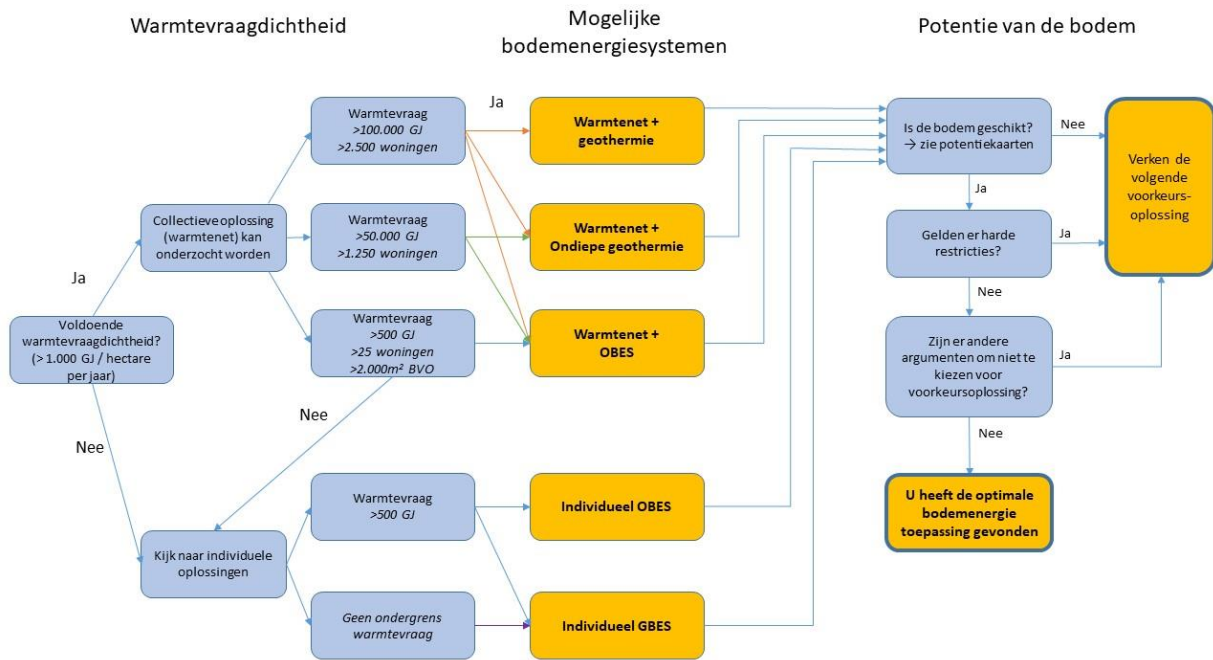 Warmtevraagdichtheid
Mogelijke
bodemenergiesystemen
Potentie van de bodem
Voldoende
warmtevraagdichtheid?
(> 1.000 GJ / hectare
per jaar)
Ja
Nee
Collectieve oplossing
(warmtenet) kan
onderzocht worden
Kijk naar individuele
oplossingen
Warmtevraag
>100.000 GJ
>2.500 woningen
Warmtevraag
>50.000 GJ
>1.250 woningen
Warmtevraag
>500 GJ
>25 woningen
>2.000m² BVO
Nee
Warmtevraag
>500 GJ
Geen ondergrens
warmtevraag
Ja
Warmtenet +
geothermie
Warmtenet +
Ondiepe geothermie
Warmtenet +
OBES
Individueel OBES
Individueel GBES
Is de bodem geschikt?
→ zie potentiekaarten
Nee
Ja
Gelden er harde
restricties?
Ja
Nee
Zijn er andere
argumenten om niet te
kiezen voor
voorkeursoplossing?
Ja
Nee
U heeft de optimale
bodemenergie
toepassing gevonden
Verken de
volgende
voorkeurs-
oplossing